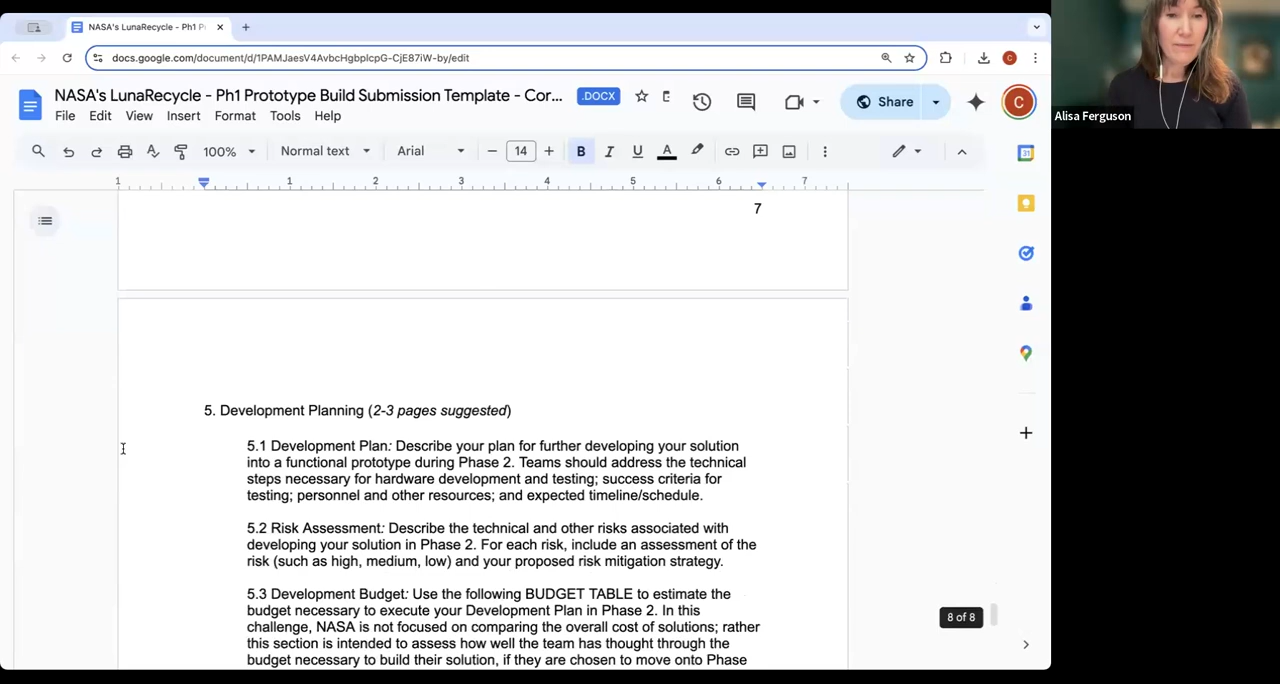 NASA's LunaRecycle - Ph1 P
docs.google.com/document/d/1PAMJaesV4AvbcHgbplcpG-CjE87iW-by/edit
C
NASA's LunaRecycle - Ph1 Prototype Build Submission Template - Cor...
.DOCX
Share
C
File Edit View Insert Format Extensions Tools Help
100%
Normal text
Arial
14
B I U A
1 1 2 3 4 5 6 7
7
5. Development Planning (2-3 pages suggested)
5.1 Development Plan: Describe your plan for further developing your solution
into a functional prototype during Phase 2. Teams should address the technical
steps necessary for hardware development and testing; success criteria for
testing; personnel and other resources; and expected timeline/schedule.
5.2 Risk Assessment: Describe the technical and other risks associated with
developing your solution in Phase 2. For each risk, include an assessment of the
risk (such as high, medium, low) and your proposed risk mitigation strategy.
5.3 Development Budget: Use the following BUDGET TABLE to estimate the
budget necessary to execute your Development Plan in Phase 2. In this
challenge, NASA is not focused on comparing the overall cost of solutions; rather
this section is intended to assess how well the team has thought through the
budget necessary to build their solution, if they are chosen to move onto Phase
8 of 8
Alisa Ferguson
31